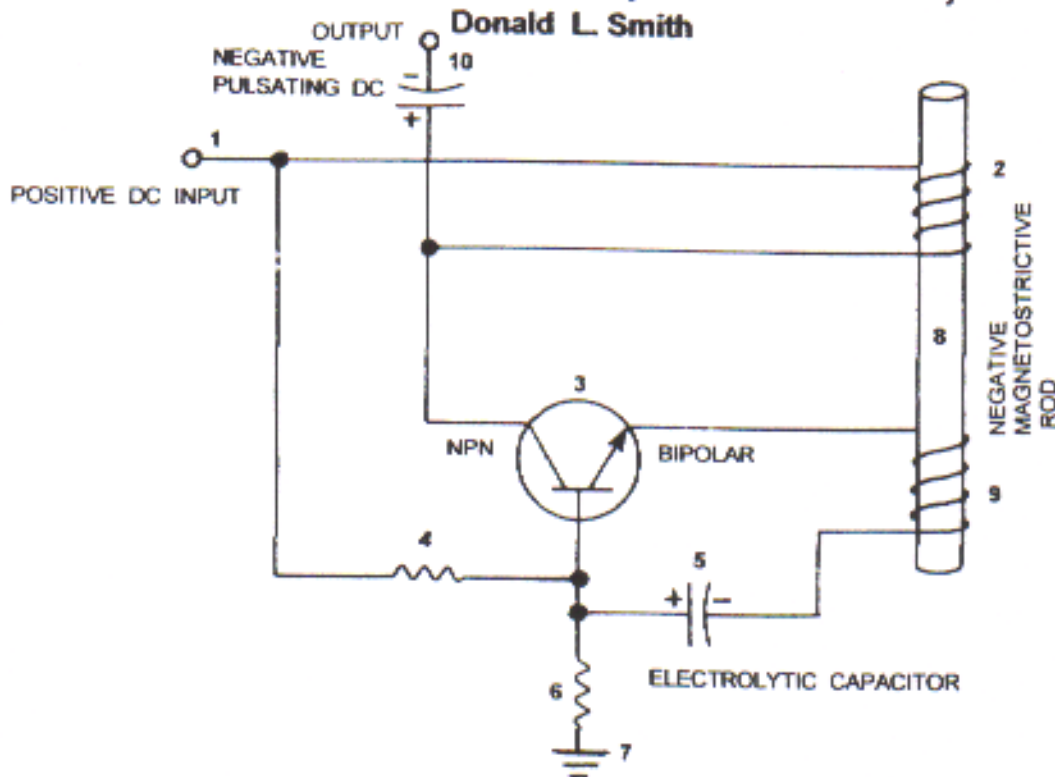 Donald L. Smith
OUTPUT
10
NEGATIVE
PULSATING DC
-
+
1
POSITIVE DC INPUT
2
NEGATIVE
MAGNETOSTRICTIVE
ROD
8
3
NPN
BIPOLAR
9
4
5
+ -
ELECTROLYTIC CAPACITOR
6
7